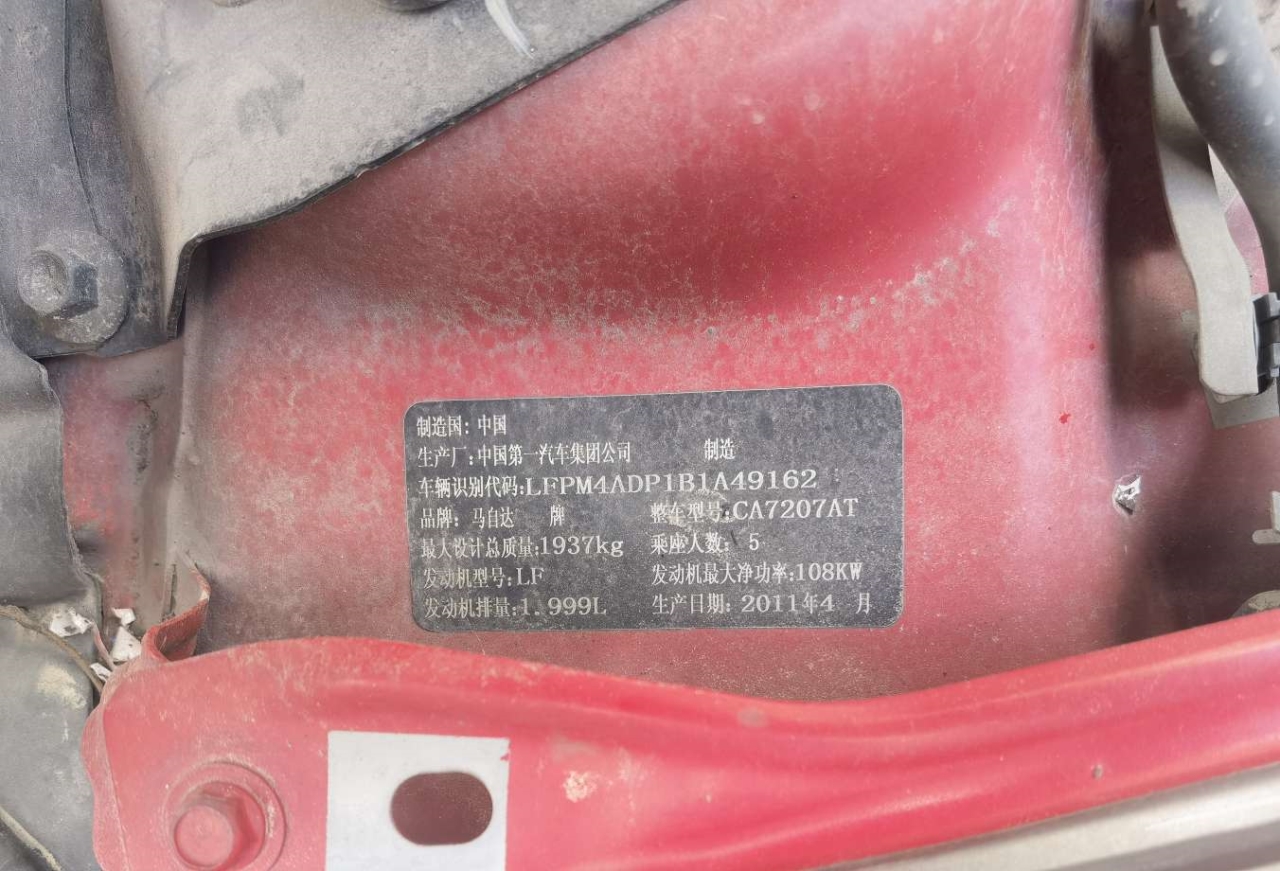 制造国: 中国
生产厂:中国第一汽车集团公司 制造
车辆识别代码:LFPM4ADP1B1A49162
品牌: 马自达 牌 整车型号:CA7207AT
最大设计总质量:1937kg 乘座人数: 5
发动机型号:LF 发动机最大净功率:108KW
发动机排量:1.999L 生产日期: 2011年4 月